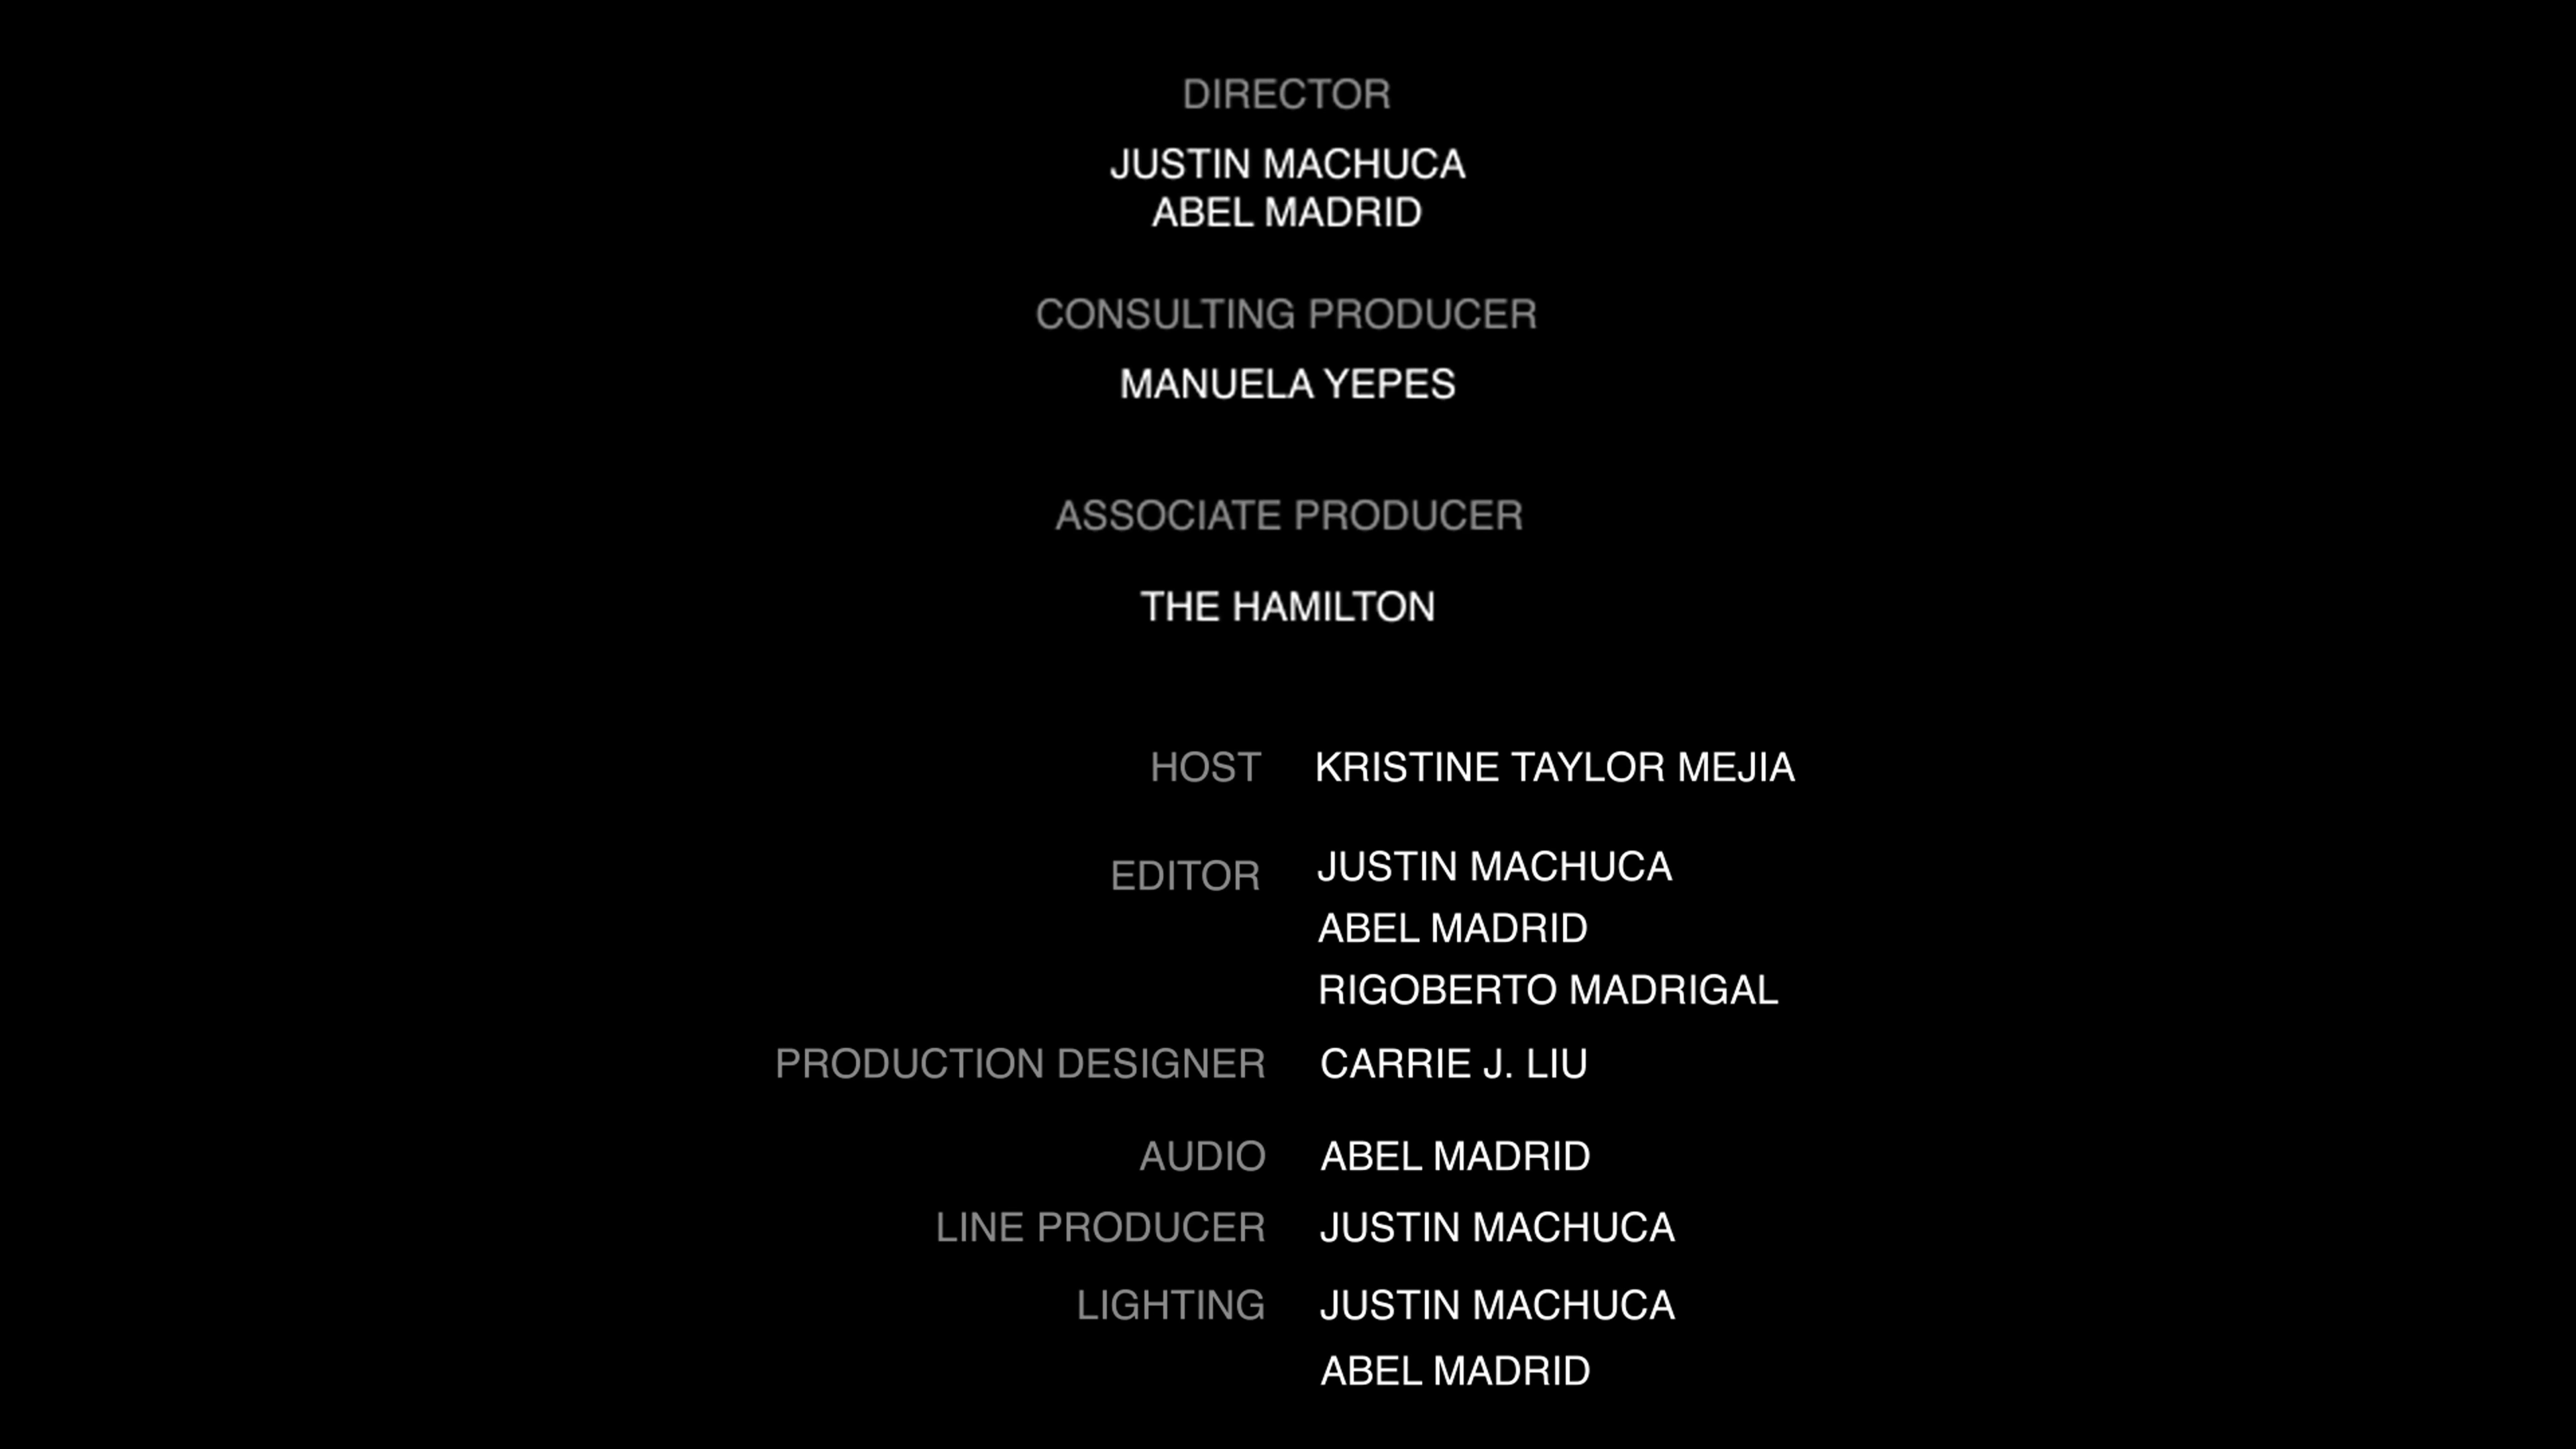 DIRECTOR
JUSTIN MACHUCA
ABEL MADRID
CONSULTING PRODUCER
MANUELA YEPES
ASSOCIATE PRODUCER
THE HAMILTON
HOST KRISTINE TAYLOR MEJIA
EDITOR JUSTIN MACHUCA
ABEL MADRID
RIGOBERTO MADRIGAL
PRODUCTION DESIGNER CARRIE J. LIU
AUDIO ABEL MADRID
LINE PRODUCER JUSTIN MACHUCA
LIGHTING JUSTIN MACHUCA
ABEL MADRID